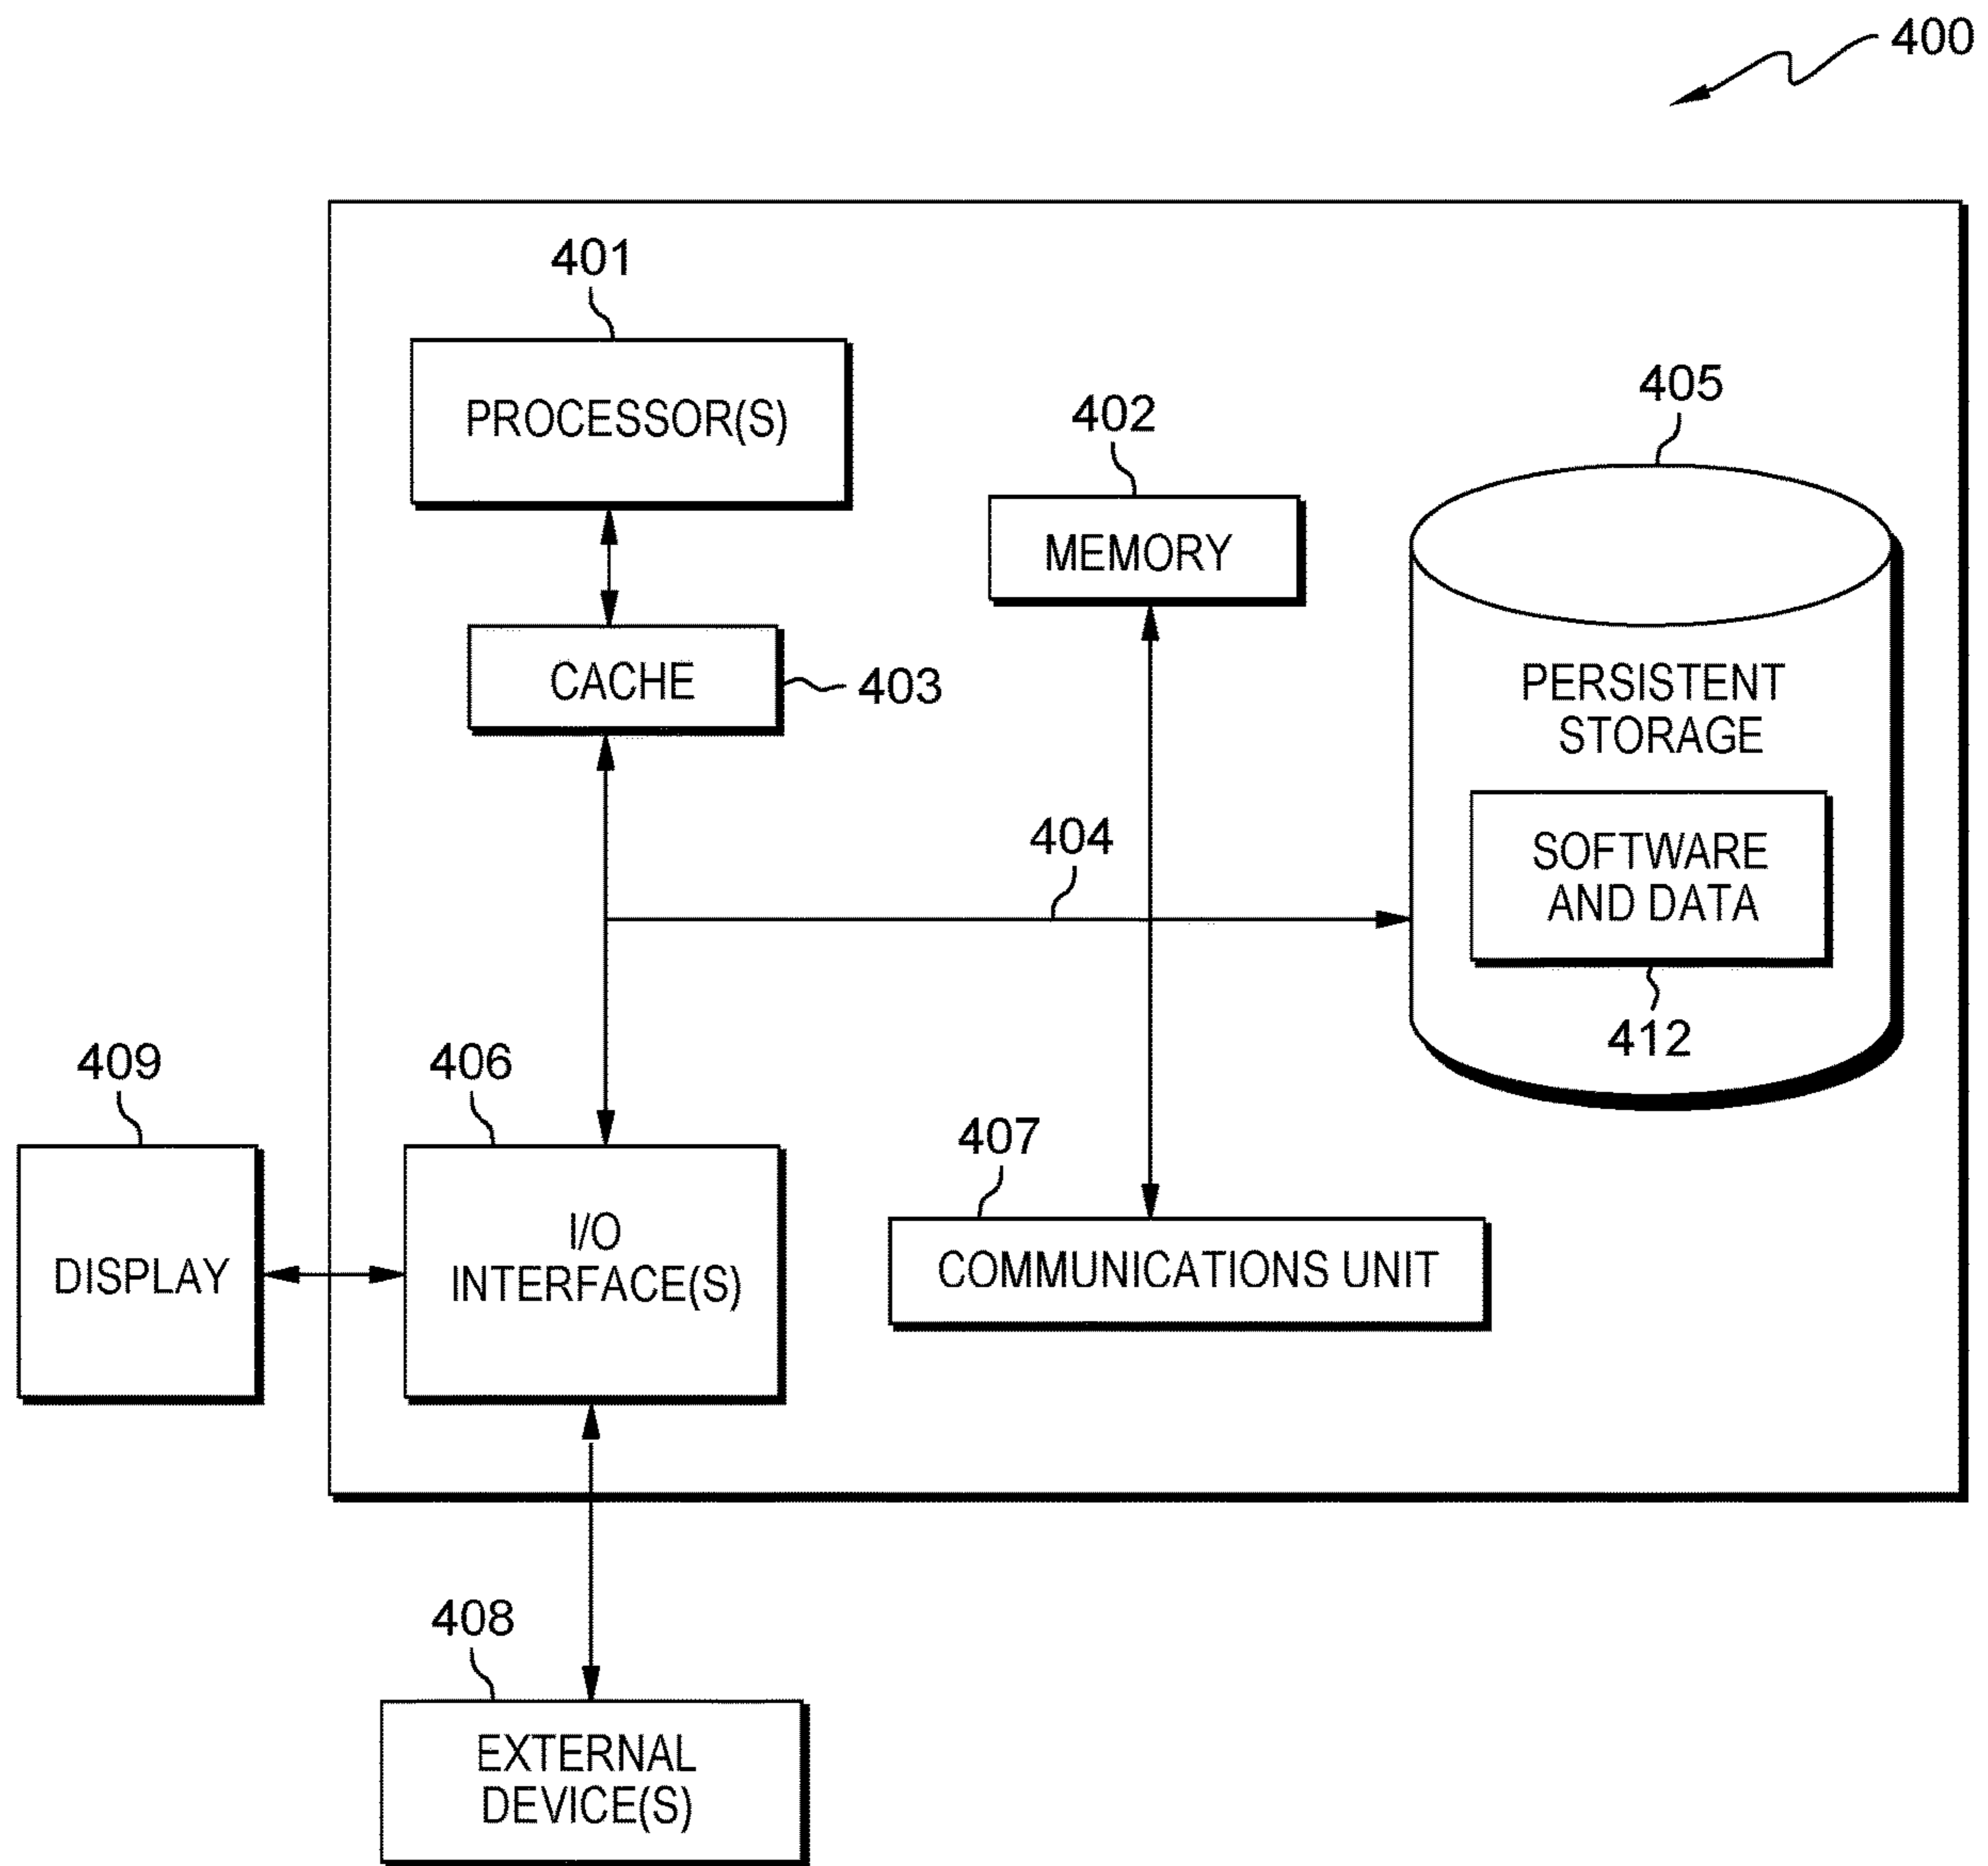 400
401
PROCESSOR(S)
402
MEMORY
405
CACHE
403
PERSISTENT
STORAGE
404
SOFTWARE
AND DATA
412
409
406
407
DISPLAY
I/O
INTERFACE(S)
COMMUNICATIONS UNIT
408
EXTERNAL
DEVICE(S)